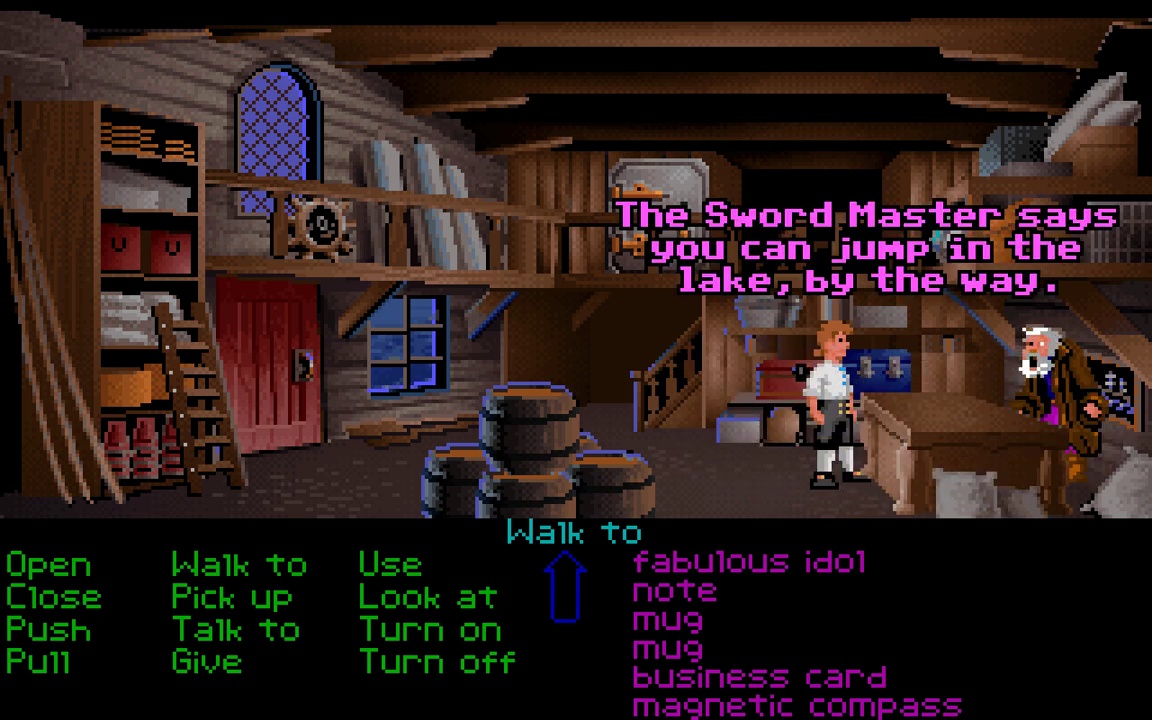 The Sword Master says
you can jump in the
lake, by the way.
Walk to
Open Walk to Use
Close Pick up Look at
Push Talk to Turn on
Pull Give Turn off
fabulous idol
note
mug
mug
business card
magnetic compass